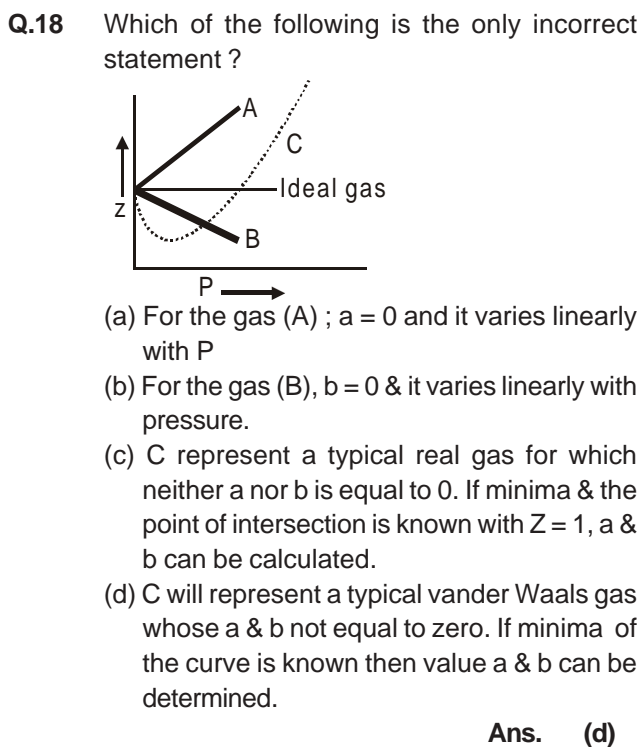 Q.18 Which of the following is the only incorrect
statement ?
A
C
Ideal gas
z
B
P
(a) For the gas (A) ; a = 0 and it varies linearly
with P
(b) For the gas (B), b = 0 & it varies linearly with
pressure.
(c) C represent a typical real gas for which
neither a nor b is equal to 0. If minima & the
point of intersection is known with Z = 1, a &
b can be calculated.
(d) C will represent a typical vander Waals gas
whose a & b not equal to zero. If minima of
the curve is known then value a & b can be
determined.
Ans. (d)